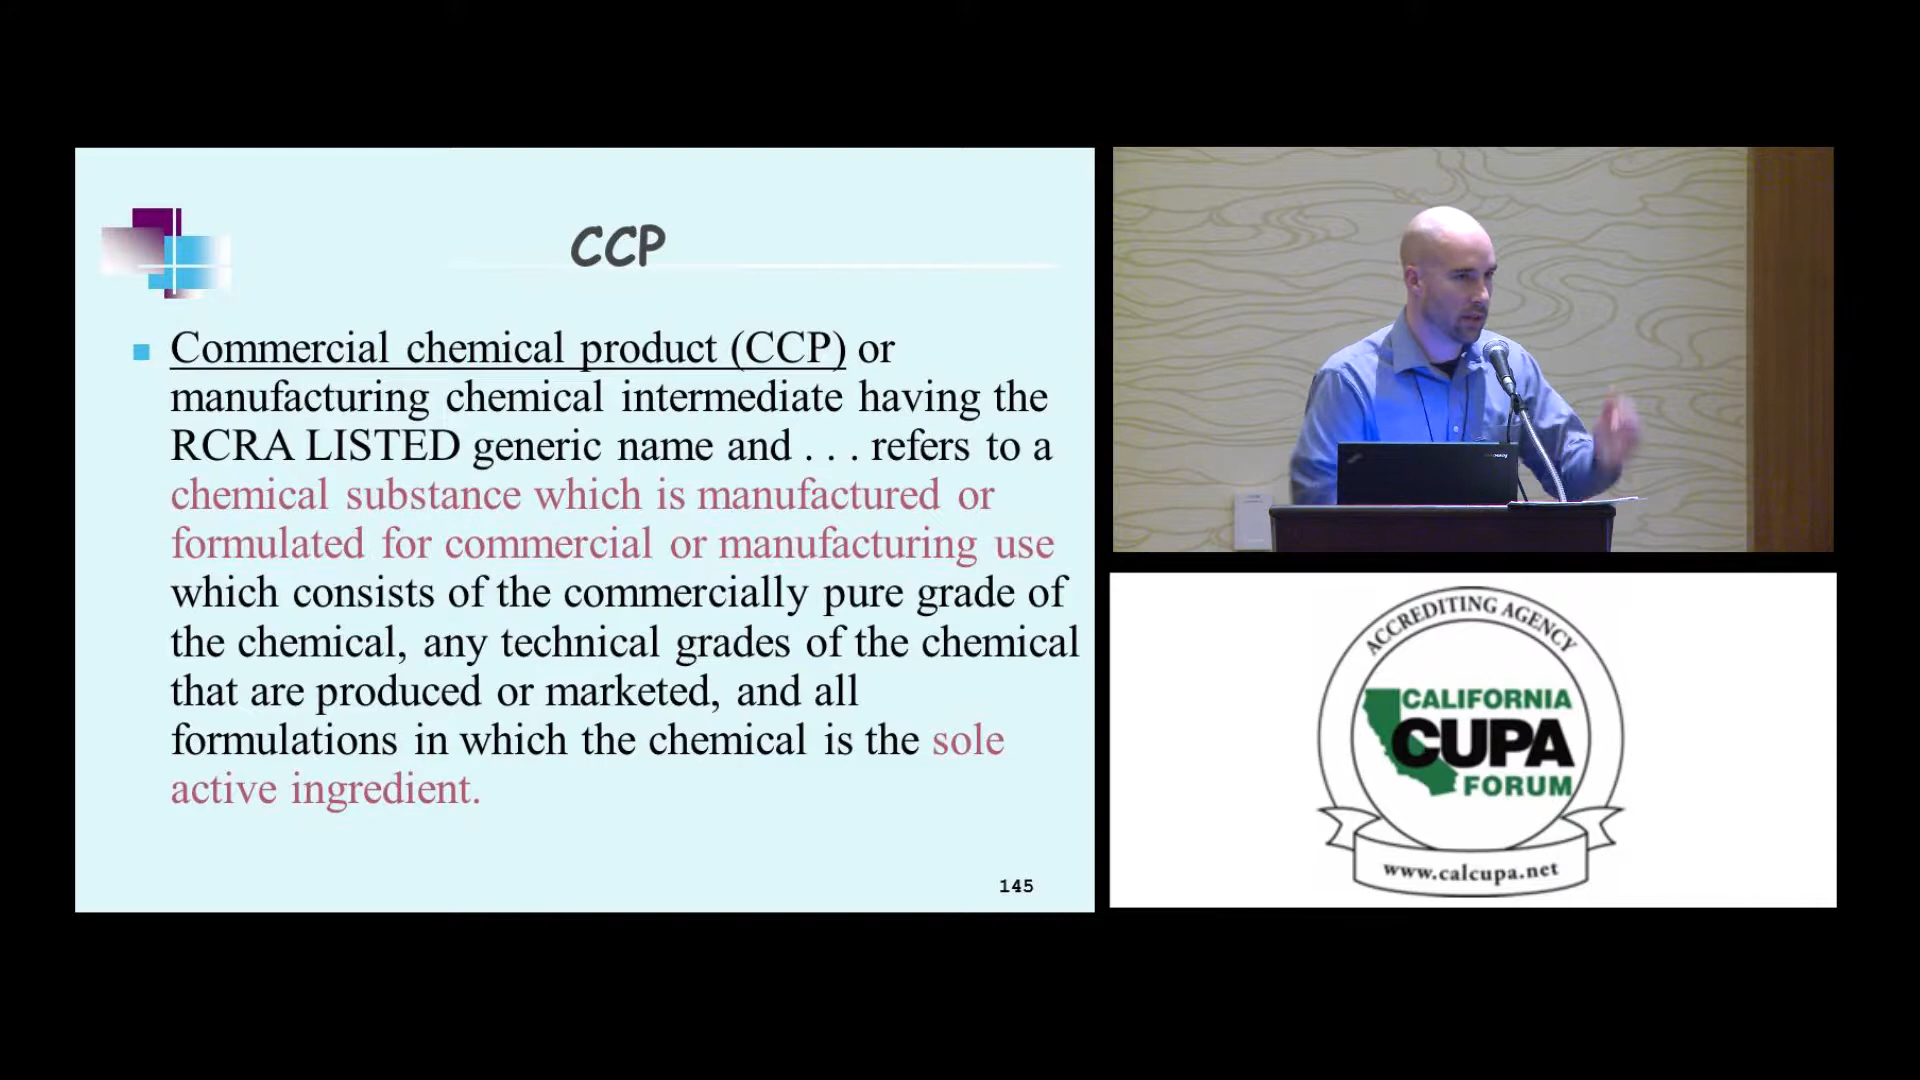 CCP
Commercial chemical product (CCP) or
manufacturing chemical intermediate having the
RCRA LISTED generic name and . . . refers to a
chemical substance which is manufactured or
formulated for commercial or manufacturing use
which consists of the commercially pure grade of
the chemical, any technical grades of the chemical
that are produced or marketed, and all
formulations in which the chemical is the sole
active ingredient.
145
ACCREDITING AGENCY
CALIFORNIA
CUPA
FORUM
www.calcupa.net